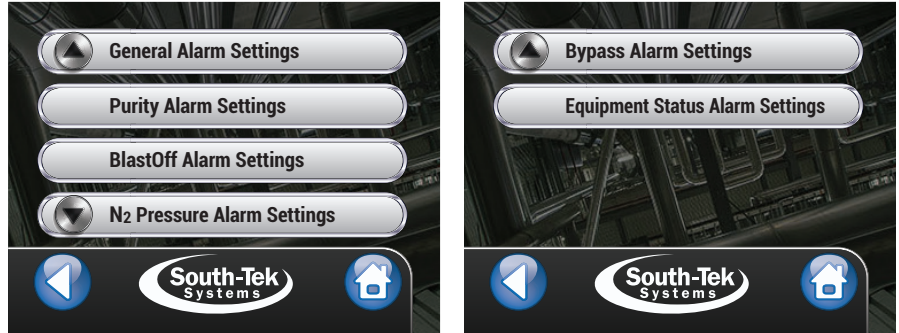 General Alarm Settings
Purity Alarm Settings
BlastOff Alarm Settings
N2 Pressure Alarm Settings
South-Tek
Systems
Bypass Alarm Settings
Equipment Status Alarm Settings
South-Tek
Systems